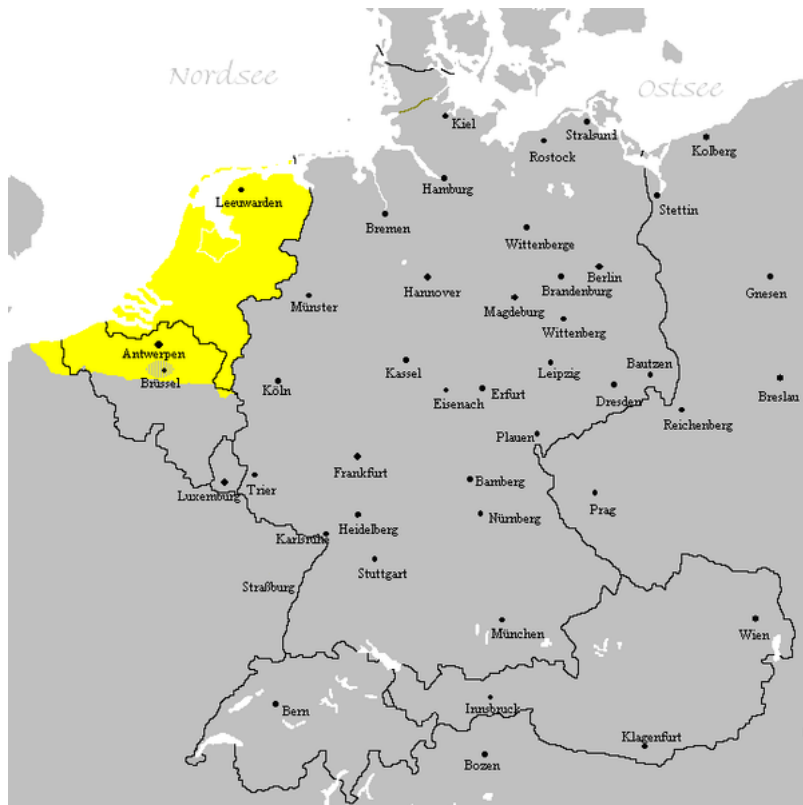 Nordsee
Ostsee
Kiel
Stralsund
Rostock
Kolberg
Hamburg
Leeuwarden
Stettin
Bremen
Wittenberge
Berlin
Hannover
Brandenburg
Gnesen
Münster
Magdeburg
Wittenberg
Antwerpen
Brüssel
Köln
Kassel
Leipzig
Bautzen
Eisenach
Erfurt
Dresden
Breslau
Reichenberg
Plauen
Frankfurt
Bamberg
Trier
Luxemburg
Prag
Heidelberg
Nürnberg
Karlsruhe
Stuttgart
Straßburg
München
Wien
Bern
Innsbruck
Klagenfurt
Bozen